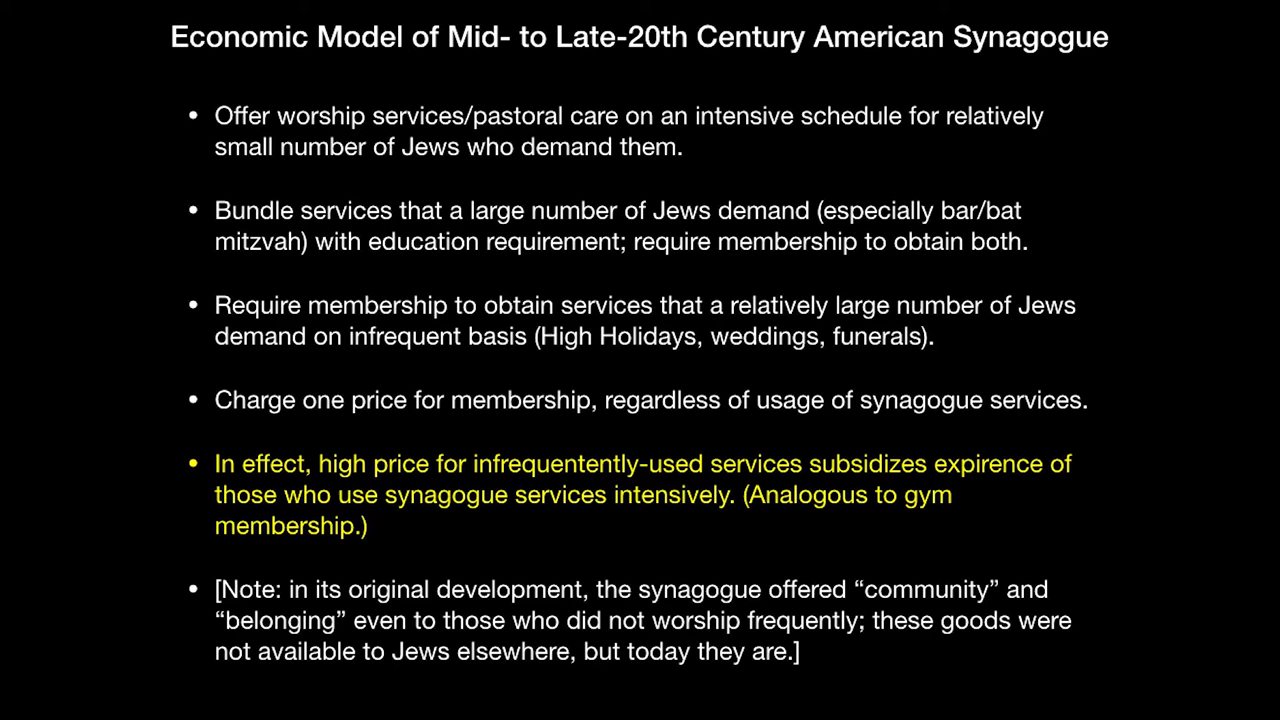 Economic Model of Mid- to Late-20th Century American Synagogue
• Offer worship services/pastoral care on an intensive schedule for relatively
small number of Jews who demand them.
• Bundle services that a large number of Jews demand (especially bar/bat
mitzvah) with education requirement; require membership to obtain both.
• Require membership to obtain services that a relatively large number of Jews
demand on infrequent basis (High Holidays, weddings, funerals).
• Charge one price for membership, regardless of usage of synagogue services.
• In effect, high price for infrequentently-used services subsidizes expirence of
those who use synagogue services intensively. (Analogous to gym
membership.)
• [Note: in its original development, the synagogue offered “community” and
“belonging” even to those who did not worship frequently; these goods were
not available to Jews elsewhere, but today they are.]